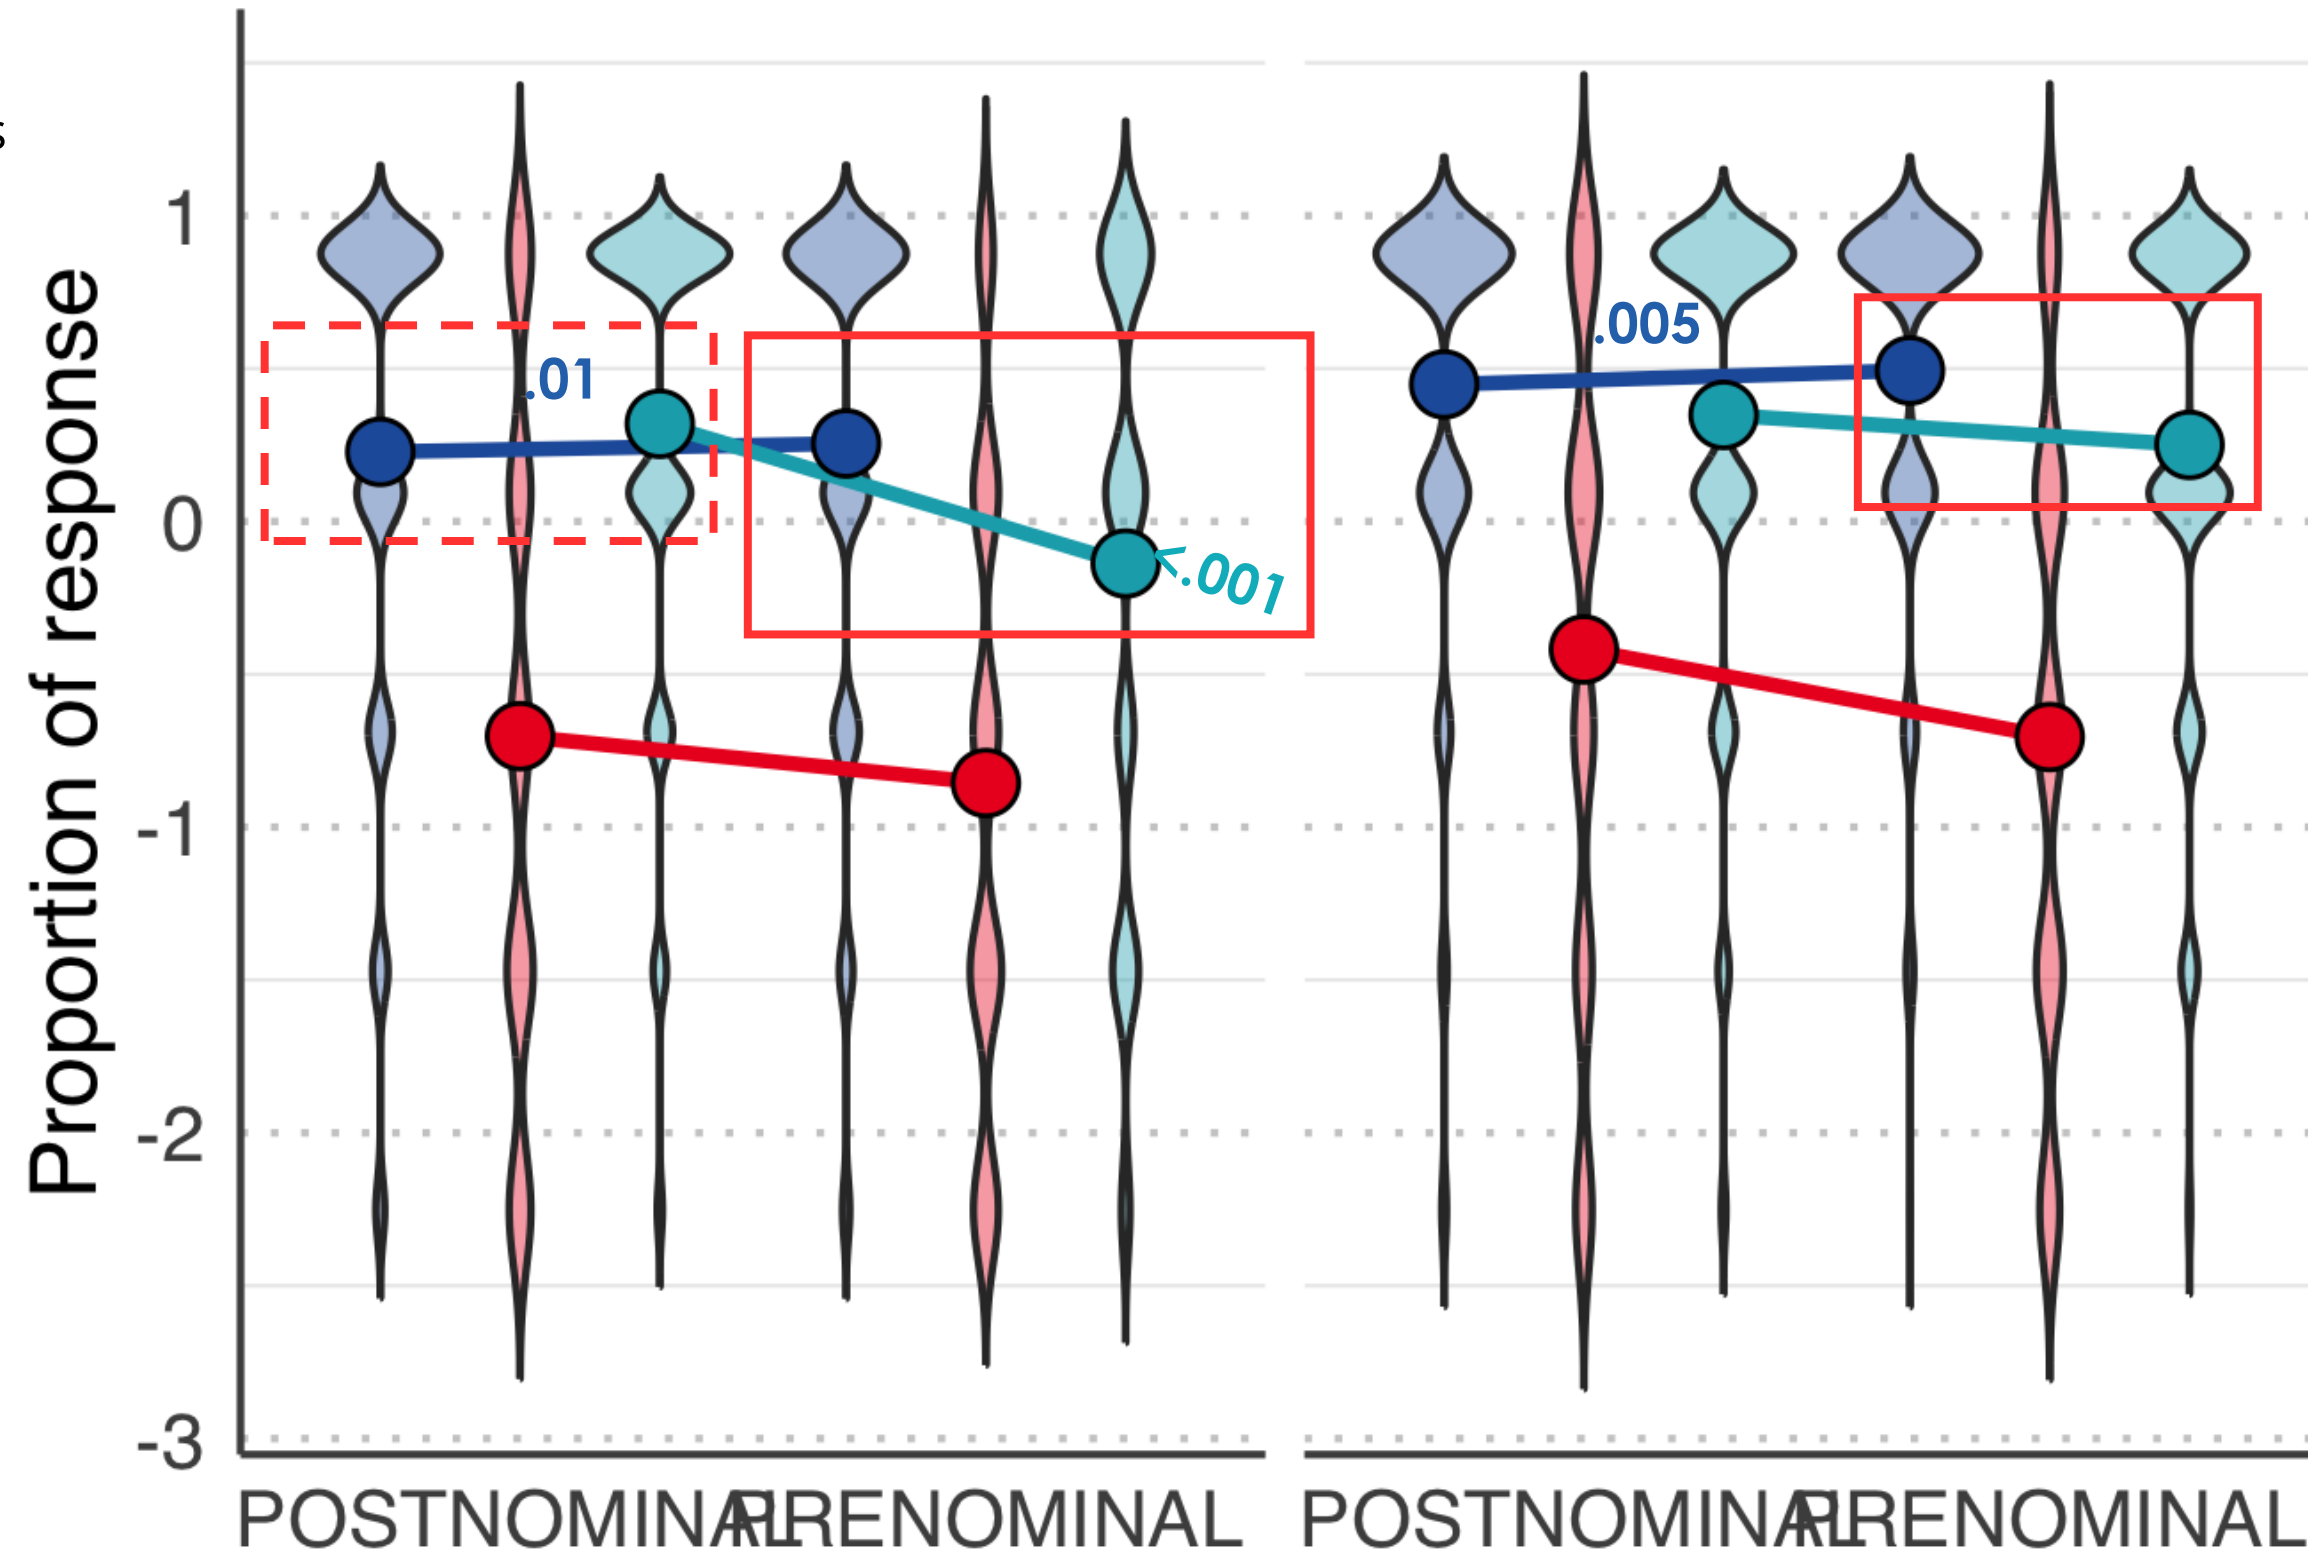 s
Proportion of response
1
0
-1
-2
-3
.01
<.001
.005
POSTNOMINAL PRENOMINAL
POSTNOMINAL PRENOMINAL